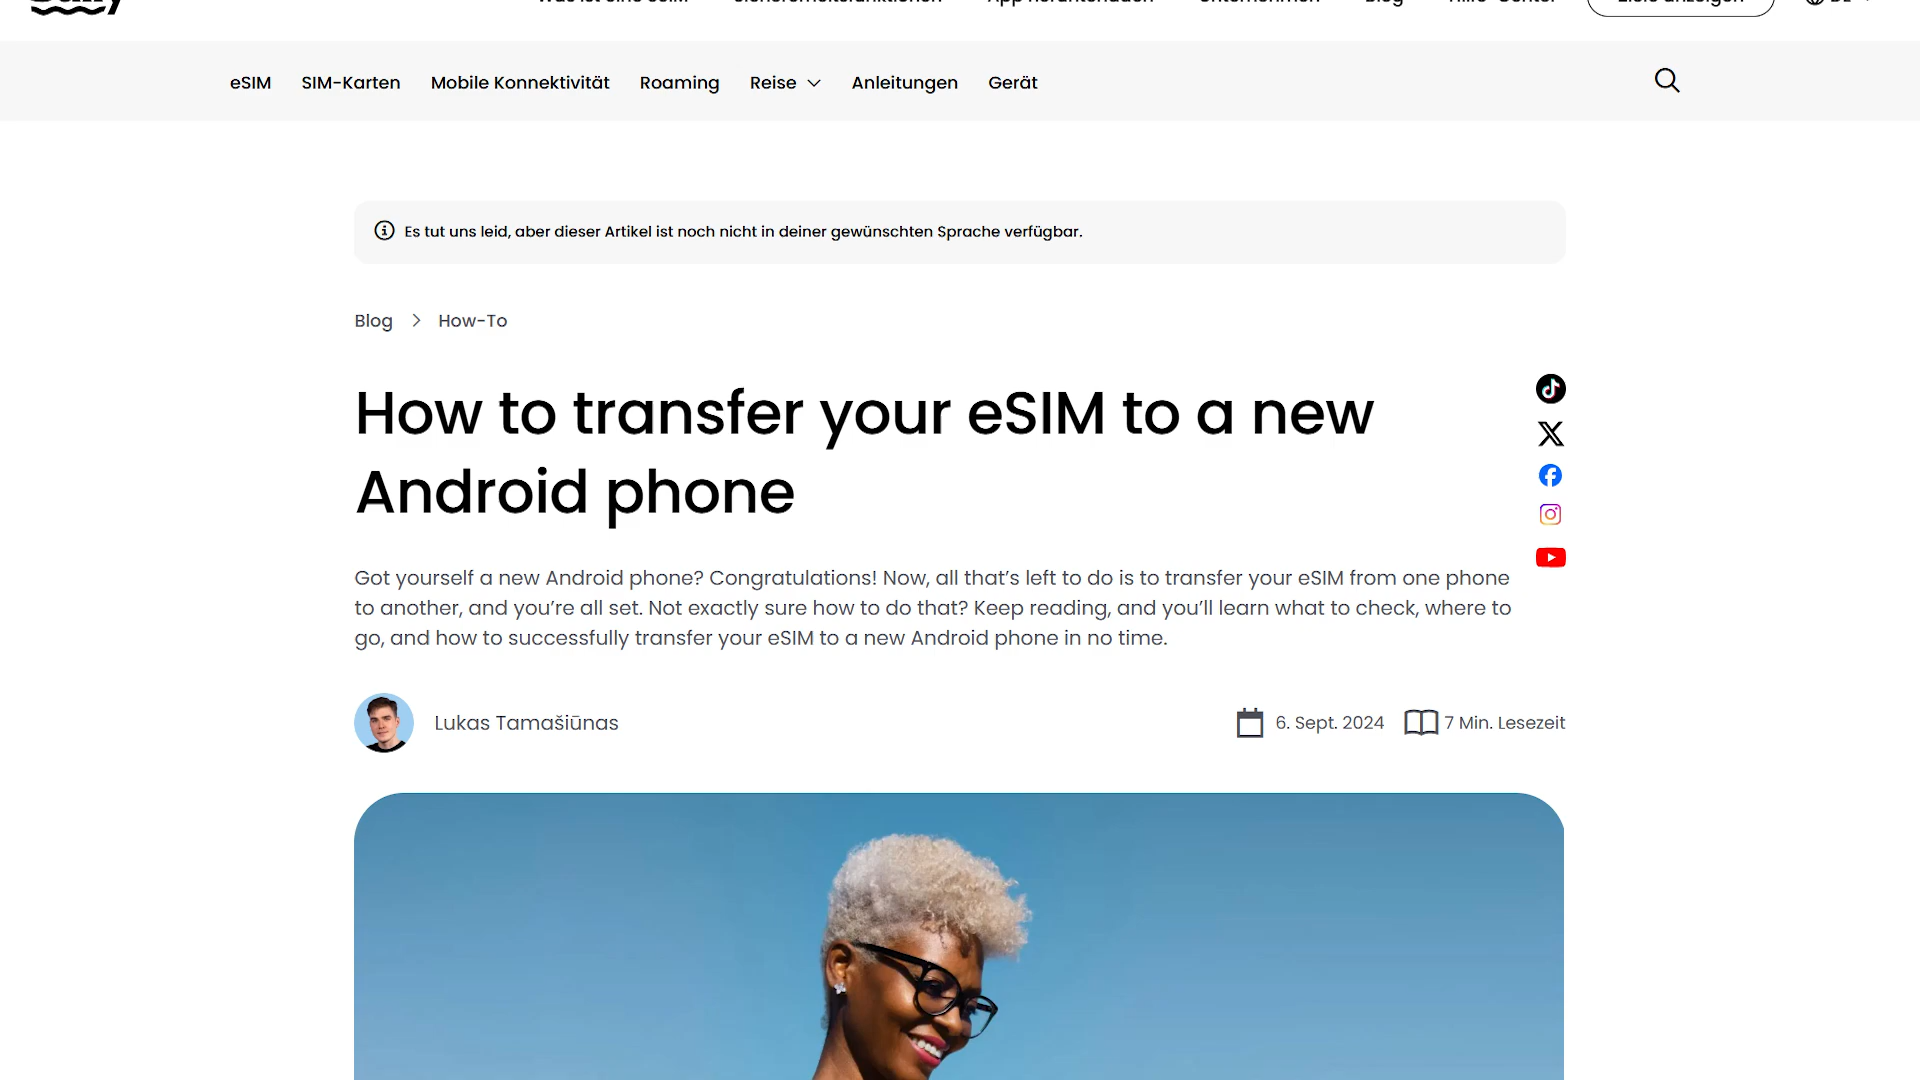 eSIM SIM-Karten Mobile Konnektivität Roaming Reise Anleitungen Gerät
Es tut uns leid, aber dieser Artikel ist noch nicht in deiner gewünschten Sprache verfügbar.
Blog How-To
How to transfer your eSIM to a new
Android phone
Got yourself a new Android phone? Congratulations! Now, all that’s left to do is to transfer your eSIM from one phone
to another, and you’re all set. Not exactly sure how to do that? Keep reading, and you’ll learn what to check, where to
go, and how to successfully transfer your eSIM to a new Android phone in no time.
Lukas Tamašiūnas
6. Sept. 2024 7 Min. Lesezeit